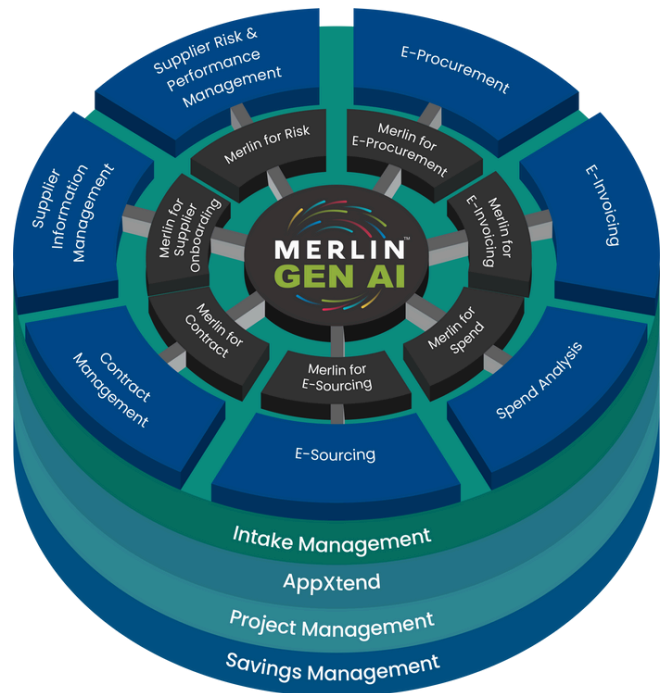 Supplier Risk &
Performance
Management
E-Procurement
Merlin for Risk
Merlin for
E-Procurement
Supplier
Information
Management
Merlin for
Supplier
Onboarding
MERLIN™
GEN AI
Merlin for
E-Invoicing
E-Invoicing
Merlin for
Contract
Merlin for
E-Sourcing
Merlin for
Spend
Contract
Management
E-Sourcing
Spend Analysis
Intake Management
AppXtend
Project Management
Savings Management